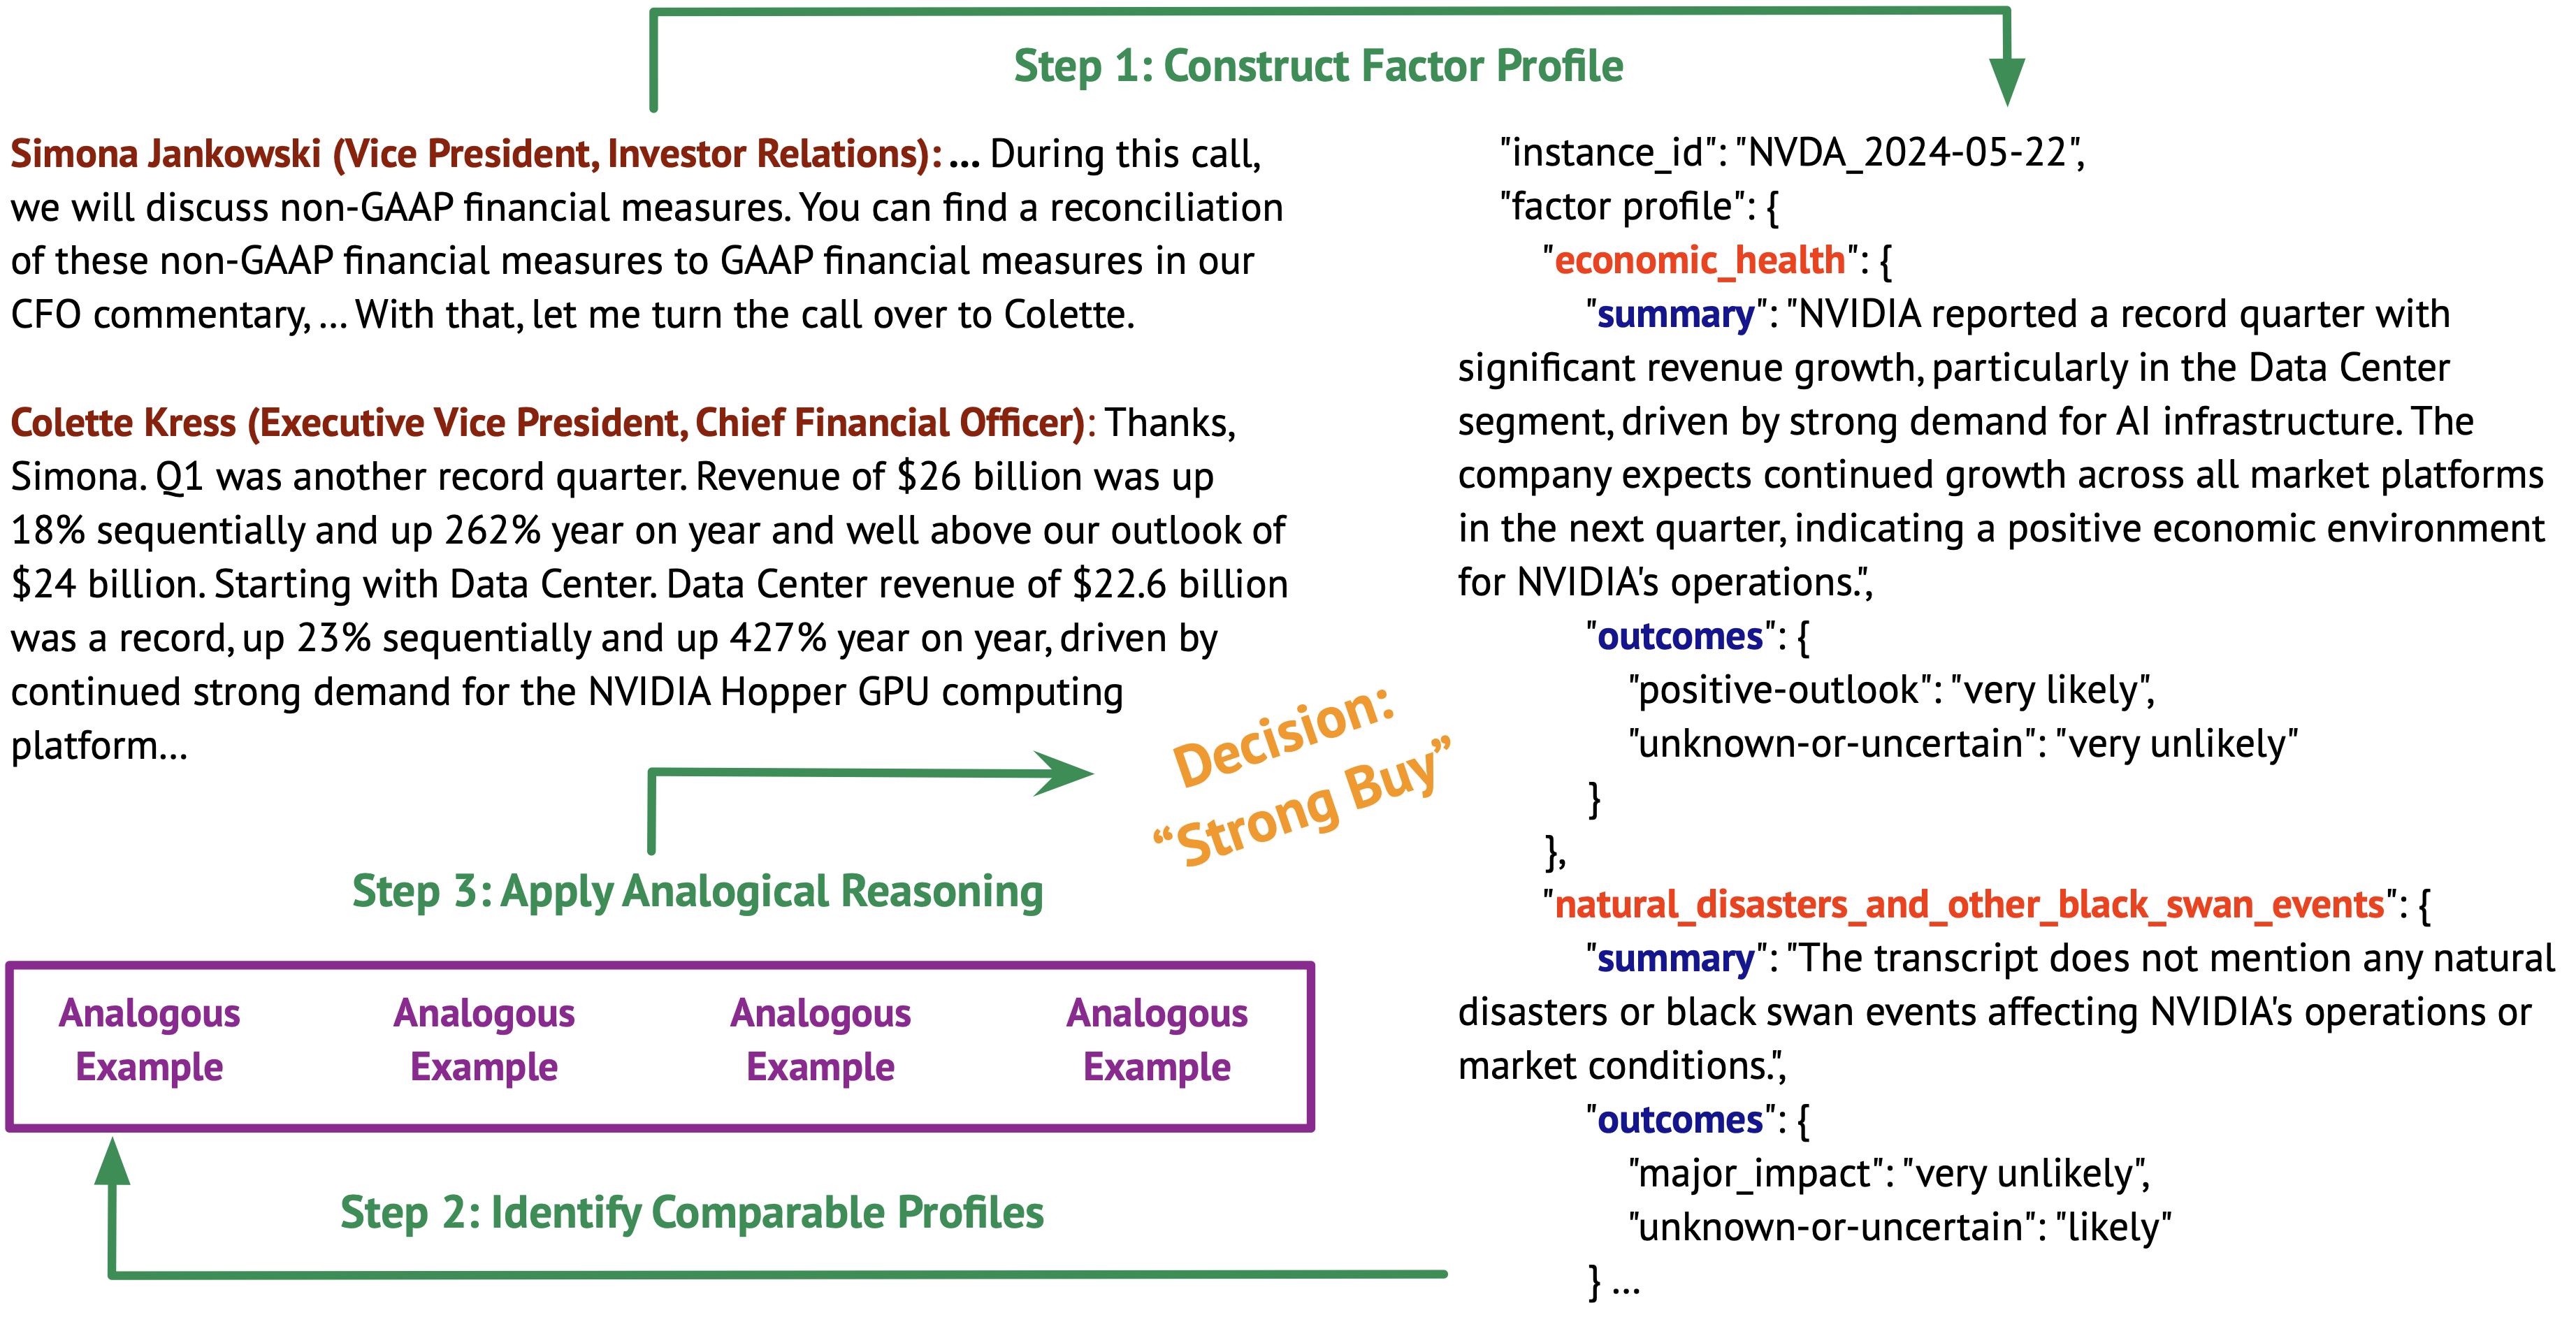 Step 1: Construct Factor Profile
Simona Jankowski (Vice President, Investor Relations): ... During this call,
we will discuss non-GAAP financial measures. You can find a reconciliation
of these non-GAAP financial measures to GAAP financial measures in our
CFO commentary, ... With that, let me turn the call over to Colette.
Colette Kress (Executive Vice President, Chief Financial Officer): Thanks,
Simona. Q1 was another record quarter. Revenue of $26 billion was up
18% sequentially and up 262% year on year and well above our outlook of
$24 billion. Starting with Data Center. Data Center revenue of $22.6 billion
was a record, up 23% sequentially and up 427% year on year, driven by
continued strong demand for the NVIDIA Hopper GPU computing
platform...
Decision:
“Strong Buy”
Step 3: Apply Analogical Reasoning
Analogous
Example
Analogous
Example
Analogous
Example
Analogous
Example
Step 2: Identify Comparable Profiles
"instance_id": "NVDA_2024-05-22",
"factor profile": {
"economic_health": {
"summary": "NVIDIA reported a record quarter with
significant revenue growth, particularly in the Data Center
segment, driven by strong demand for AI infrastructure. The
company expects continued growth across all market platforms
in the next quarter, indicating a positive economic environment
for NVIDIA's operations.",
"outcomes": {
"positive-outlook": "very likely",
"unknown-or-uncertain": "very unlikely"
}
},
"natural_disasters_and_other_black_swan_events": {
"summary": "The transcript does not mention any natural
disasters or black swan events affecting NVIDIA's operations or
market conditions.",
"outcomes": {
"major_impact": "very unlikely",
"unknown-or-uncertain": "likely"
} ...